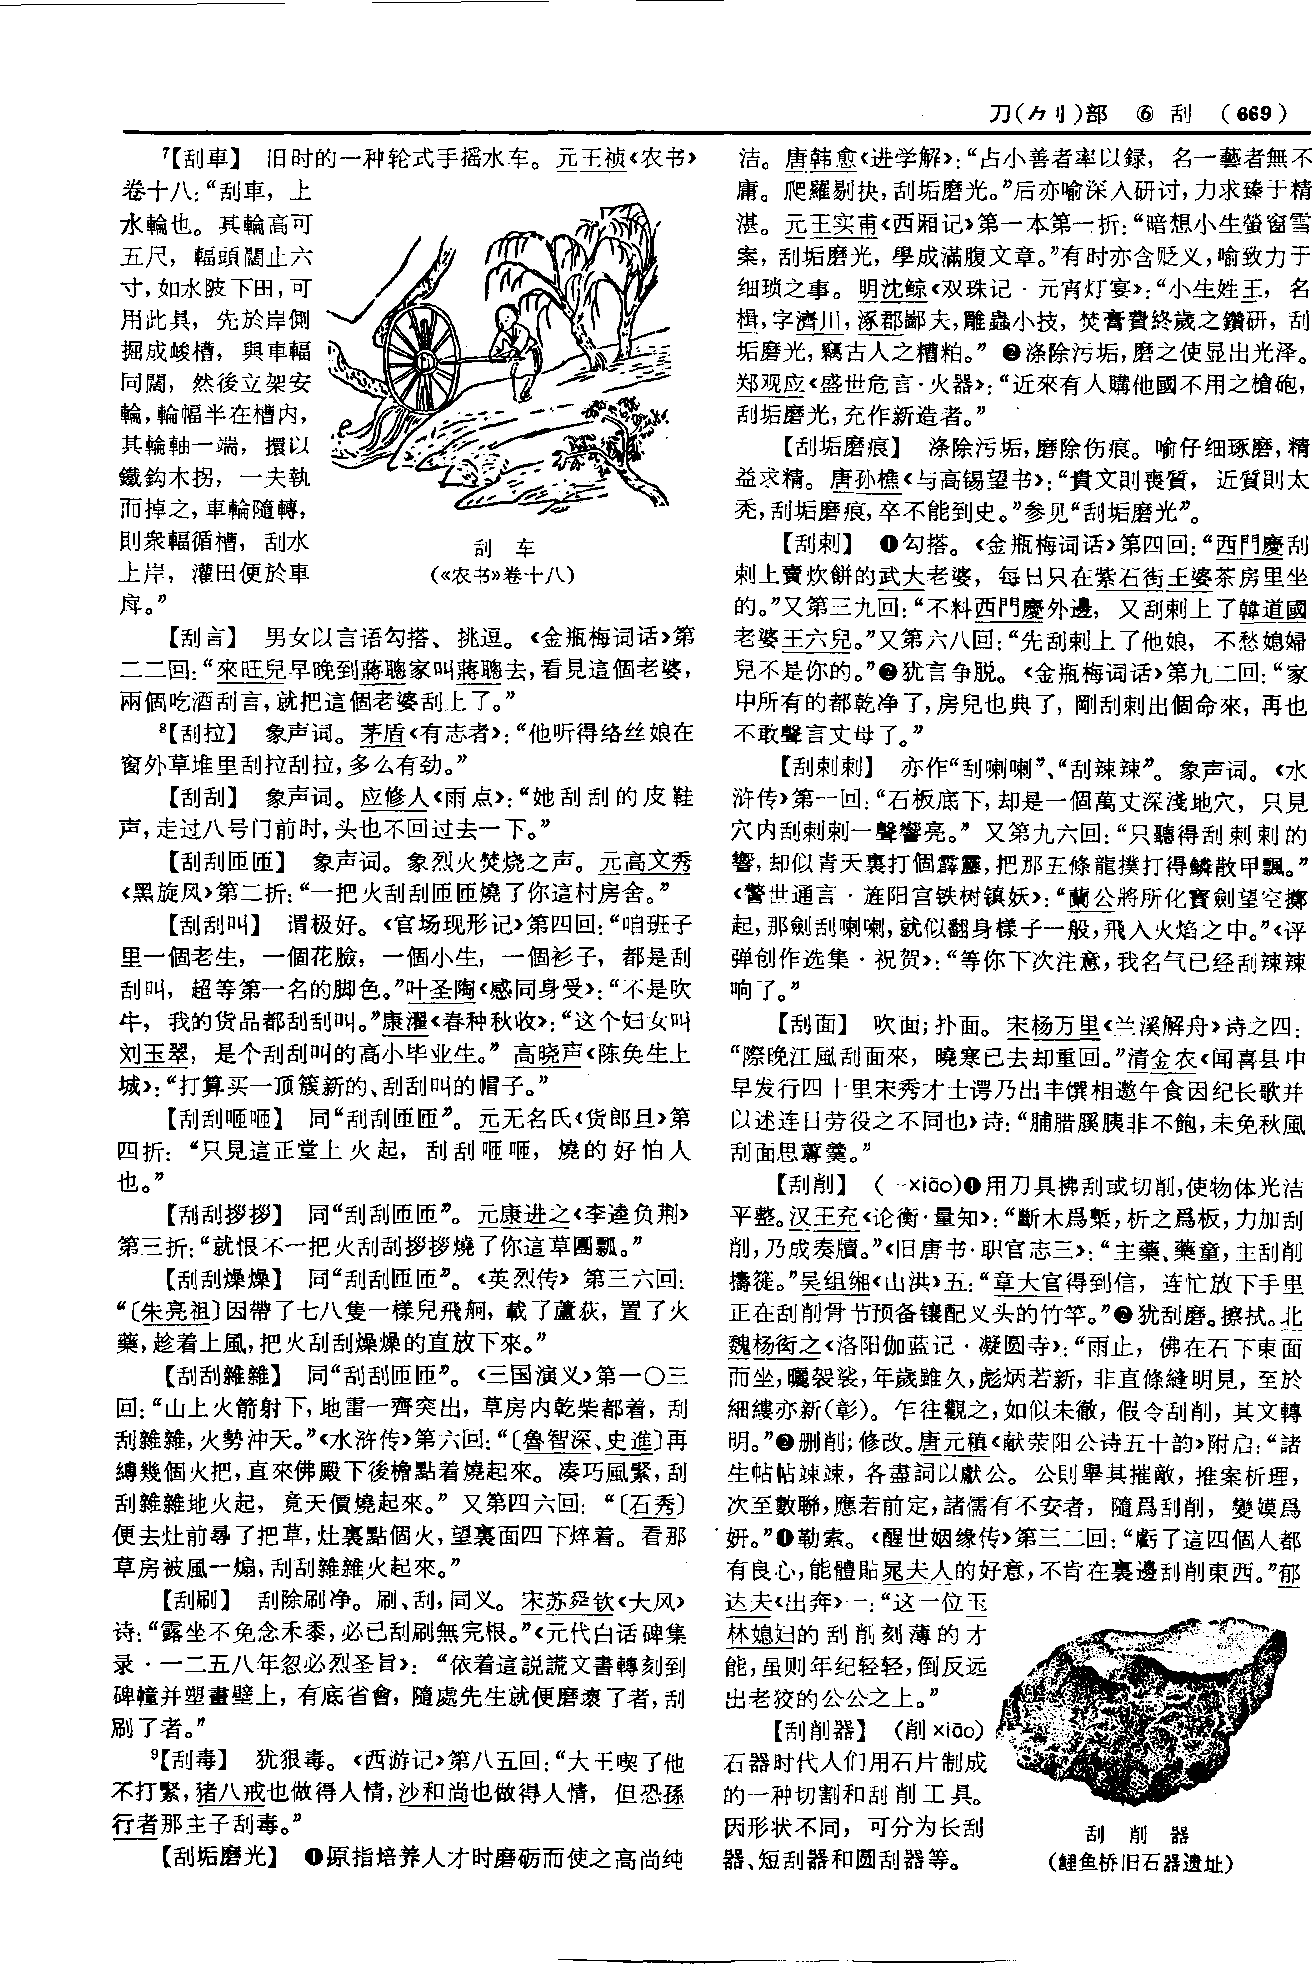 刀(⺈刂)部 ⑥ 刮 (669)
⁷【刮車】 旧时的一种轮式手摇水车。元王祯《农书》
卷十八：“刮車，上
水輪也。其輪高可
五尺，輻頭闊止六
寸，如水陂下田，可
用此具，先於岸側
掘成峻槽，與車輻
同闊，然後立架安
輪，輪幅半在槽内，
其輪軸一端，擐以
鐵鈎木拐，一夫執
而掉之，車輪隨轉，
則衆輻循槽，刮水
上岸，灌田便於車
戽。”
刮 车
(《农书》卷十八)
【刮言】 男女以言语勾搭、挑逗。《金瓶梅词话》第
二二回：“來旺兒早晚到蔣聰家叫蔣聰去，看見這個老婆，
兩個吃酒刮言，就把這個老婆刮上了。”
⁸【刮拉】 象声词。茅盾《有志者》：“他听得络丝娘在
窗外草堆里刮拉刮拉，多么有劲。”
【刮刮】 象声词。应修人《雨点》：“她刮刮的皮鞋
声，走过八号门前时，头也不回过去一下。”
【刮刮匝匝】 象声词。象烈火焚烧之声。元高文秀
《黑旋风》第二折：“一把火刮刮匝匝燒了你這村房舍。”
【刮刮叫】 谓极好。《官场现形记》第四回：“咱班子
里一個老生，一個花臉，一個小生，一個衫子，都是刮
刮叫，超等第一名的脚色。”叶圣陶《感同身受》：“不是吹
牛，我的货品都刮刮叫。”康濯《春种秋收》：“这个妇女叫
刘玉翠，是个刮刮叫的高小毕业生。”高晓声《陈奂生上
城》：“打算买一顶簇新的、刮刮叫的帽子。”
【刮刮咂咂】 同“刮刮匝匝”。元无名氏《货郎旦》第
四折：“只見這正堂上火起，刮刮咂咂，燒的好怕人
也。”
【刮刮拶拶】 同“刮刮匝匝”。元康进之《李逵负荆》
第三折：“就恨不一把火刮刮拶拶燒了你這草團瓢。”
【刮刮燥燥】 同“刮刮匝匝”。《英烈传》第三六回：
“〔朱亮祖〕因帶了七八隻一樣兒飛舸，載了蘆荻，置了火
藥，趁着上風，把火刮刮燥燥的直放下來。”
【刮刮雜雜】 同“刮刮匝匝”。《三国演义》第一〇三
回：“山上火箭射下，地雷一齊突出，草房内乾柴都着，刮
刮雜雜，火勢冲天。”《水浒传》第六回：“〔魯智深、史進〕再
縛幾個火把，直來佛殿下後檐點着燒起來。凑巧風緊，刮
刮雜雜地火起，竟天價燒起來。”又第四六回：“〔石秀〕
便去灶前尋了把草，灶裏點個火，望裏面四下焠着。看那
草房被風一煽，刮刮雜雜火起來。”
【刮刷】 刮除刷净。刷、刮，同义。宋苏舜钦《大风》
诗：“露坐不免念禾黍，必已刮刷無完根。”《元代白话碑集
录·一二五八年忽必烈圣旨》：“依着這説謊文書轉刻到
碑幢并塑畫壁上，有底省會，隨處先生就便磨壞了者，刮
刷了者。”
⁹【刮毒】 犹狠毒。《西游记》第八五回：“大王喫了他
不打緊，猪八戒也做得人情，沙和尚也做得人情，但恐孫
行者那主子刮毒。”
【刮垢磨光】 ❶原指培养人才时磨砺而使之高尚纯
洁。唐韩愈《进学解》：“占小善者率以録，名一藝者無不
庸。爬羅剔抉，刮垢磨光。”后亦喻深入研讨，力求臻于精
湛。元王实甫《西厢记》第一本第一折：“暗想小生螢窗雪
案，刮垢磨光，學成滿腹文章。”有时亦含贬义，喻致力于
细琐之事。明沈鲸《双珠记·元宵灯宴》：“小生姓王，名
楫，字濟川，涿郡鄙夫，雕蟲小技，焚膏費終歲之鑽研，刮
垢磨光，竊古人之糟粕。”❷涤除污垢，磨之使显出光泽。
郑观应《盛世危言·火器》：“近來有人購他國不用之槍砲，
刮垢磨光，充作新造者。”
【刮垢磨痕】 涤除污垢，磨除伤痕。喻仔细琢磨，精
益求精。唐孙樵《与高锡望书》：“貴文則喪質，近質則太
禿，刮垢磨痕，卒不能到史。”参见“刮垢磨光”。
【刮剌】 ❶勾搭。《金瓶梅词话》第四回：“西門慶刮
剌上賣炊餅的武大老婆，每日只在紫石街王婆茶房里坐
的。”又第三九回：“不料西門慶外邊，又刮剌上了韓道國
老婆王六兒。”又第六八回：“先刮剌上了他娘，不愁媳婦
兒不是你的。”❷犹言争脱。《金瓶梅词话》第九二回：“家
中所有的都乾净了，房兒也典了，剛刮剌出個命來，再也
不敢聲言丈母了。”
【刮剌剌】 亦作“刮喇喇”、“刮辣辣”。象声词。《水
浒传》第一回：“石板底下，却是一個萬丈深淺地穴，只見
穴内刮剌剌一聲響亮。”又第九六回：“只聽得刮剌剌的
響，却似青天裏打個霹靂，把那五條龍撲打得鱗散甲飄。”
《警世通言·旌阳宫铁树镇妖》：“蘭公將所化寶劍望空擲
起，那劍刮喇喇，就似翻身樣子一般，飛入火焰之中。”《评
弹创作选集·祝贺》：“等你下次注意，我名气已经刮辣辣
响了。”
【刮面】 吹面；扑面。宋杨万里《兰溪解舟》诗之四：
“際晚江風刮面來，曉寒已去却重回。”清金农《闻喜县中
早发行四十里宋秀才士谔乃出丰馔相邀午食因纪长歌并
以述连日劳役之不同也》诗：“脯腊膎胰非不飽，未免秋風
刮面思蓴羹。”
【刮削】 (－xiāo)❶用刀具拂刮或切削，使物体光洁
平整。汉王充《论衡·量知》：“斷木爲槧，析之爲板，力加刮
削，乃成奏牘。”《旧唐书·职官志三》：“主藥、藥童，主刮削
擣簁。”吴组缃《山洪》五：“章大官得到信，连忙放下手里
正在刮削骨节预备镶配义头的竹竿。”❷犹刮磨。擦拭。北
魏杨衒之《洛阳伽蓝记·凝圆寺》：“雨止，佛在石下東面
而坐，曬袈裟，年歲雖久，彪炳若新，非直條縫明見，至於
細縷亦新(彰)。乍往觀之，如似未徹，假令刮削，其文轉
明。”❸删削；修改。唐元稹《献荥阳公诗五十韵》附启：“諸
生帖帖竦竦，各盡詞以獻公。公則舉其摧敵，推案析理，
次至數聯，應若前定，諸儒有不安者，隨爲刮削，變嫫爲
妍。”❹勒索。《醒世姻缘传》第三二回：“虧了這四個人都
有良心，能體貼晁夫人的好意，不肯在裏邊刮削東西。”郁
达夫《出奔》一：“这一位玉
林媳妇的刮削刻薄的才
能，虽则年纪轻轻，倒反远
出老狡的公公之上。”
【刮削器】 (削xiāo)
石器时代人们用石片制成
的一种切割和刮削工具。
因形状不同，可分为长刮
器、短刮器和圆刮器等。
刮 削 器
(鲤鱼桥旧石器遗址)